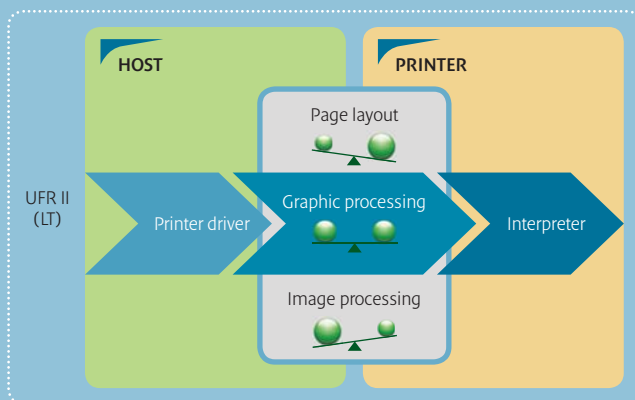 HOST
PRINTER
Page layout
UFR II
(LT)
Printer driver
Graphic processing
Interpreter
Image processing